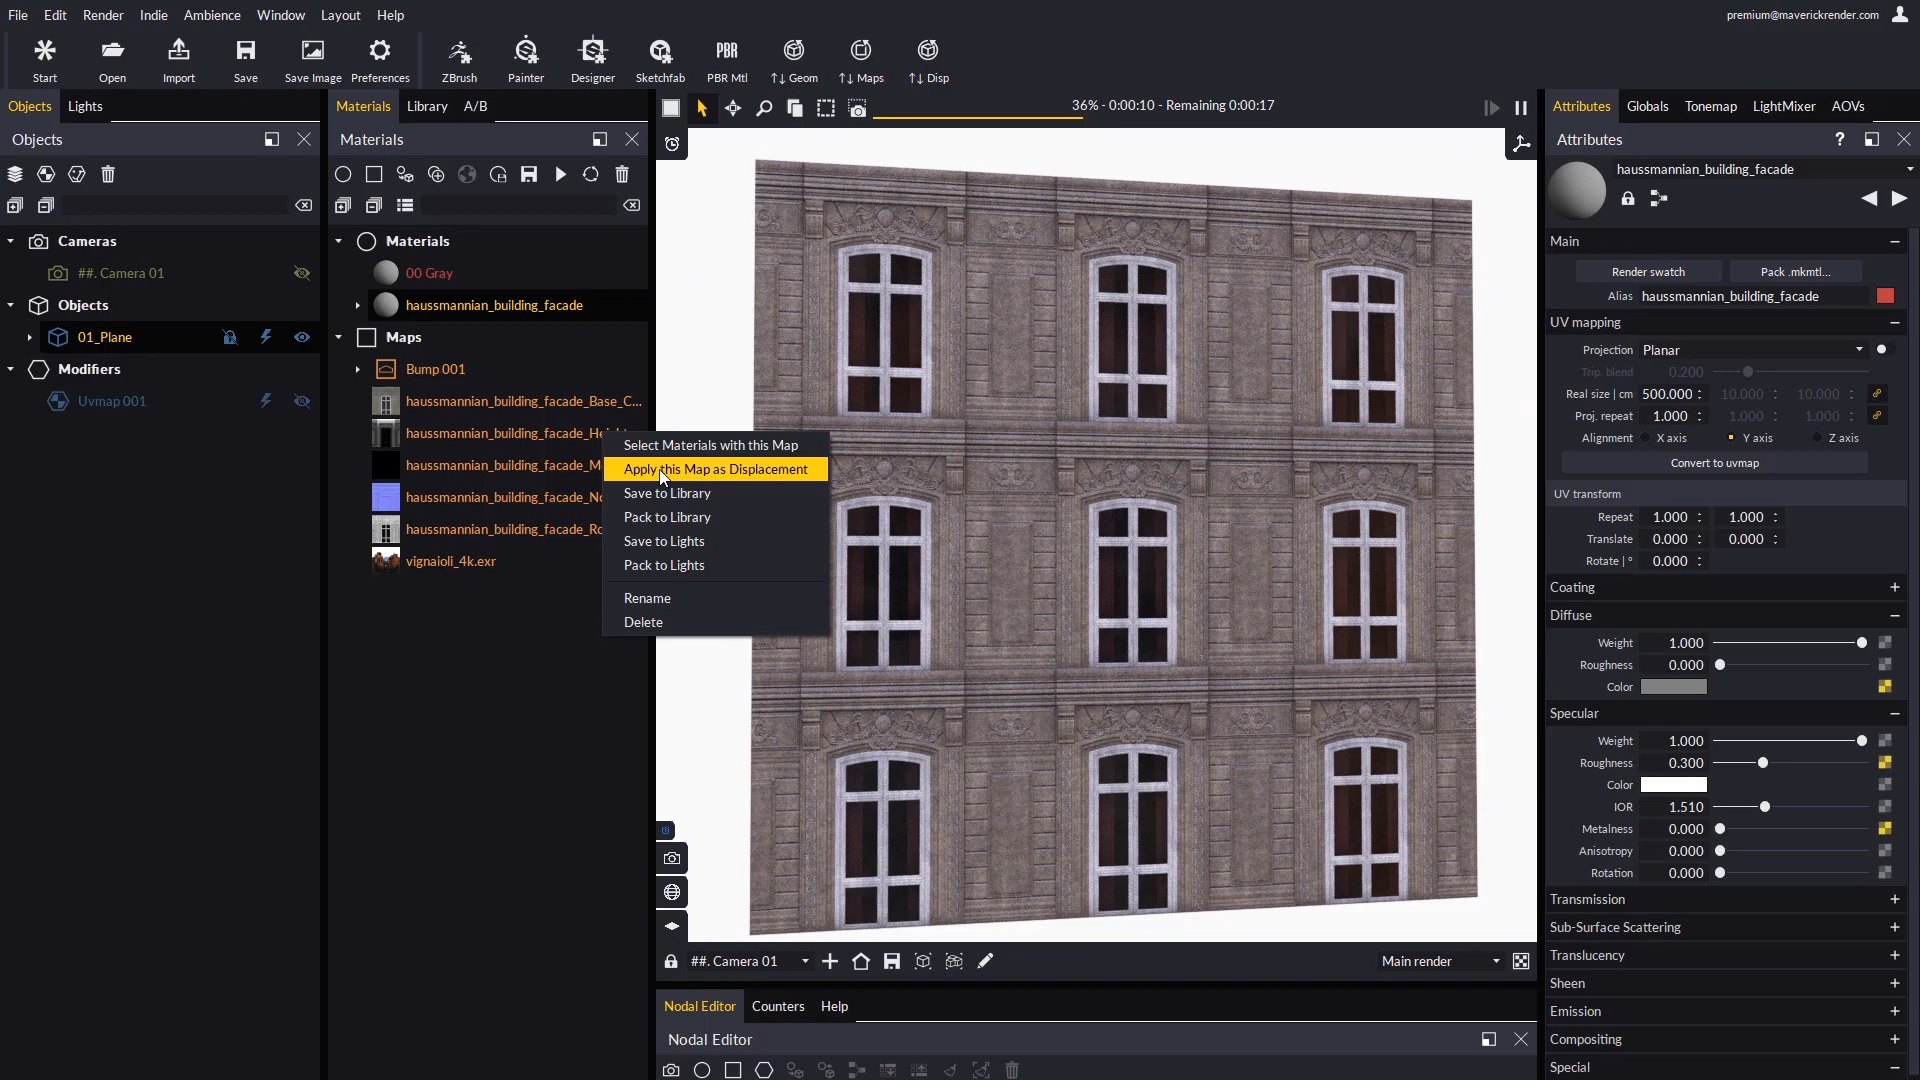 File Edit Render Indie Ambience Window Layout Help
premium@maverickrender.com
Start Open Import Save Save Image Preferences ZBrush Painter Designer Sketchfab PBR Mtl ↑↓ Geom ↑↓ Maps ↑↓ Disp
PBR
Objects Lights
Objects
Cameras
##. Camera 01
Objects
01_Plane
Modifiers
Uvmap 001
Materials Library A/B
Materials
Materials
00 Gray
haussmannian_building_facade
Maps
Bump 001
haussmannian_building_facade_Base_C...
haussmannian_building_facade_Height
haussmannian_building_facade_M
haussmannian_building_facade_No
haussmannian_building_facade_Ro
vignaioli_4k.exr
Select Materials with this Map
Apply this Map as Displacement
Save to Library
Pack to Library
Save to Lights
Pack to Lights
Rename
Delete
36% - 0:00:10 - Remaining 0:00:17
##. Camera 01
Main render
Nodal Editor Counters Help
Nodal Editor
Attributes Globals Tonemap LightMixer AOVs
Attributes ?
haussmannian_building_facade
Main
Render swatch Pack .mkmtl...
Alias haussmannian_building_facade
UV mapping
Projection Planar
Trip. blend 0.200
Real size | cm 500.000 10.000 10.000
Proj. repeat 1.000 1.000 1.000
Alignment X axis Y axis Z axis
Convert to uvmap
UV transform
Repeat 1.000 1.000
Translate 0.000 0.000
Rotate | ° 0.000
Coating
Diffuse
Weight 1.000
Roughness 0.000
Color
Specular
Weight 1.000
Roughness 0.300
Color
IOR 1.510
Metalness 0.000
Anisotropy 0.000
Rotation 0.000
Transmission
Sub-Surface Scattering
Translucency
Sheen
Emission
Compositing
Special